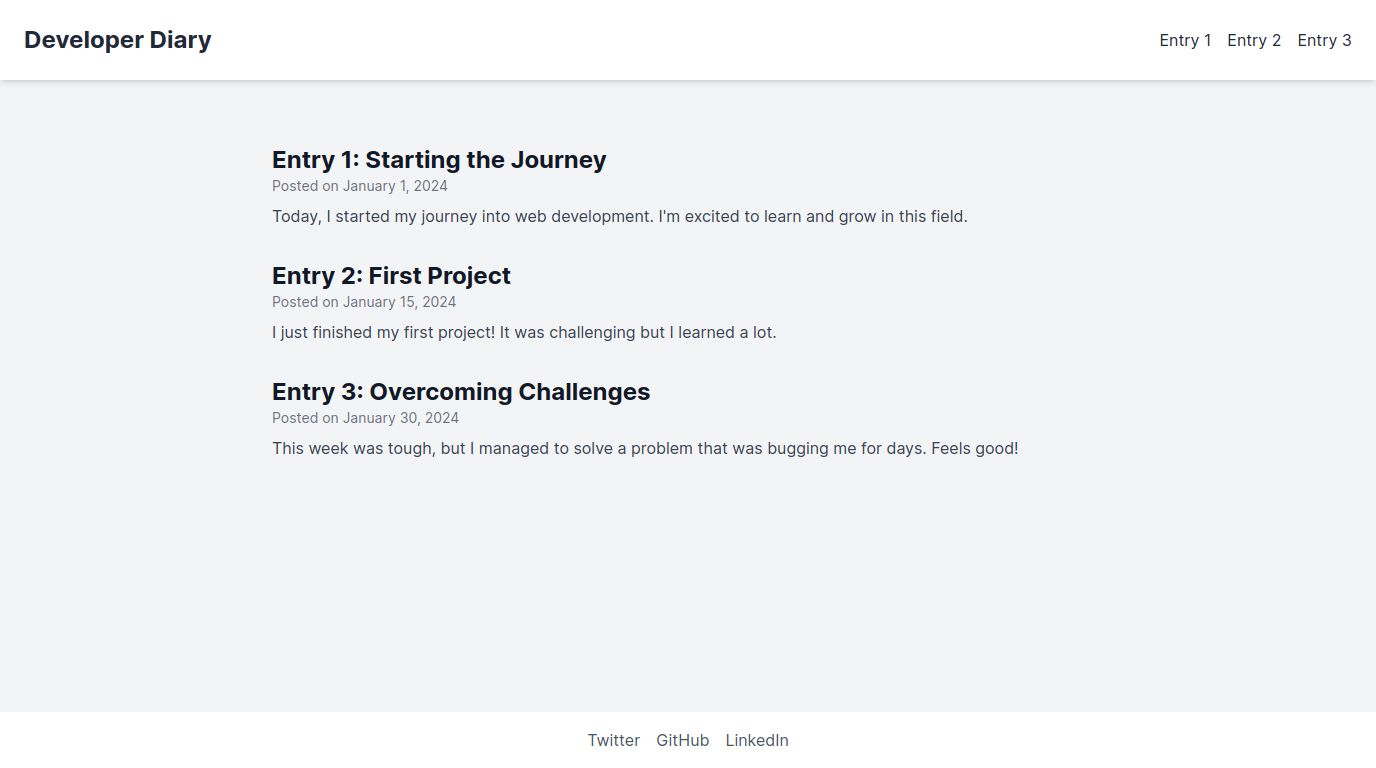 Developer Diary
Entry 1 Entry 2 Entry 3
Entry 1: Starting the Journey
Posted on January 1, 2024
Today, I started my journey into web development. I'm excited to learn and grow in this field.
Entry 2: First Project
Posted on January 15, 2024
I just finished my first project! It was challenging but I learned a lot.
Entry 3: Overcoming Challenges
Posted on January 30, 2024
This week was tough, but I managed to solve a problem that was bugging me for days. Feels good!
Twitter GitHub LinkedIn